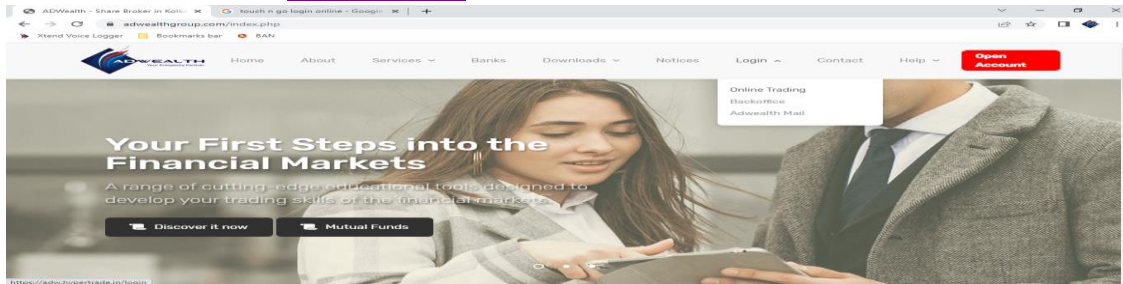 ADWealth - Share Broker in Kolk
touch n go login online - Google
adwealthgroup.com/index.php
Xtend Voice Logger Bookmarks bar BAN
ADWEALTH
Home About Services Banks Downloads Notices Login Contact Help Open Account
Online Trading
Backoffice
Adwealth Mail
Your First Steps into the
Financial Markets
A range of cutting-edge educational tools designed to
develop your trading skills of the financial markets.
Discover it now Mutual Funds
https://adw.hypertrade.in/login